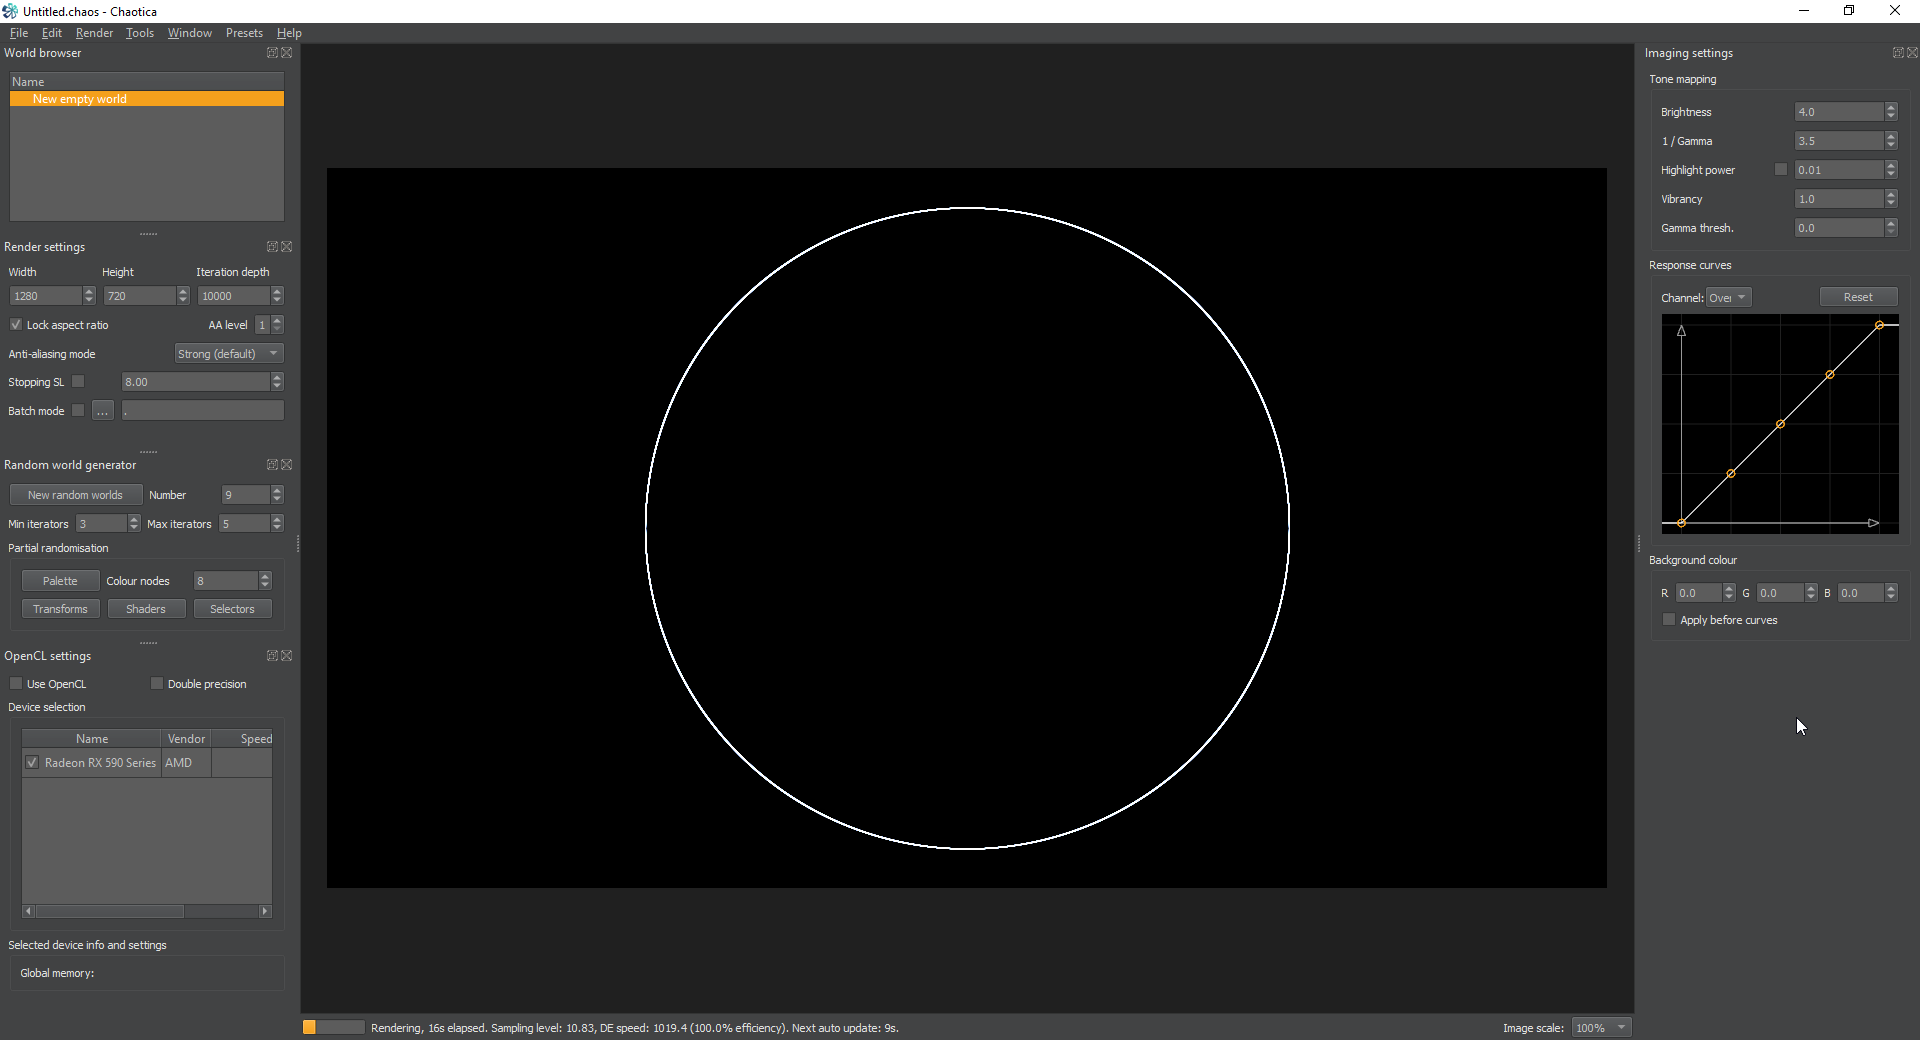 Untitled.chaos - Chaotica
File Edit Render Tools Window Presets Help
World browser
Name
New empty world
Render settings
Width Height Iteration depth
1280 720 10000
Lock aspect ratio AA level 1
Anti-aliasing mode Strong (default)
Stopping SL 8.00
Batch mode ... .
Random world generator
New random worlds Number 9
Min iterators 3 Max iterators 5
Partial randomisation
Palette Colour nodes 8
Transforms Shaders Selectors
OpenCL settings
Use OpenCL Double precision
Device selection
Name Vendor Speed
Radeon RX 590 Series AMD
Selected device info and settings
Global memory:
Rendering, 16s elapsed. Sampling level: 10.83, DE speed: 1019.4 (100.0% efficiency). Next auto update: 9s.
Image scale: 100%
Imaging settings
Tone mapping
Brightness 4.0
1 / Gamma 3.5
Highlight power 0.01
Vibrancy 1.0
Gamma thresh. 0.0
Response curves
Channel: Over Reset
Background colour
R 0.0 G 0.0 B 0.0
Apply before curves